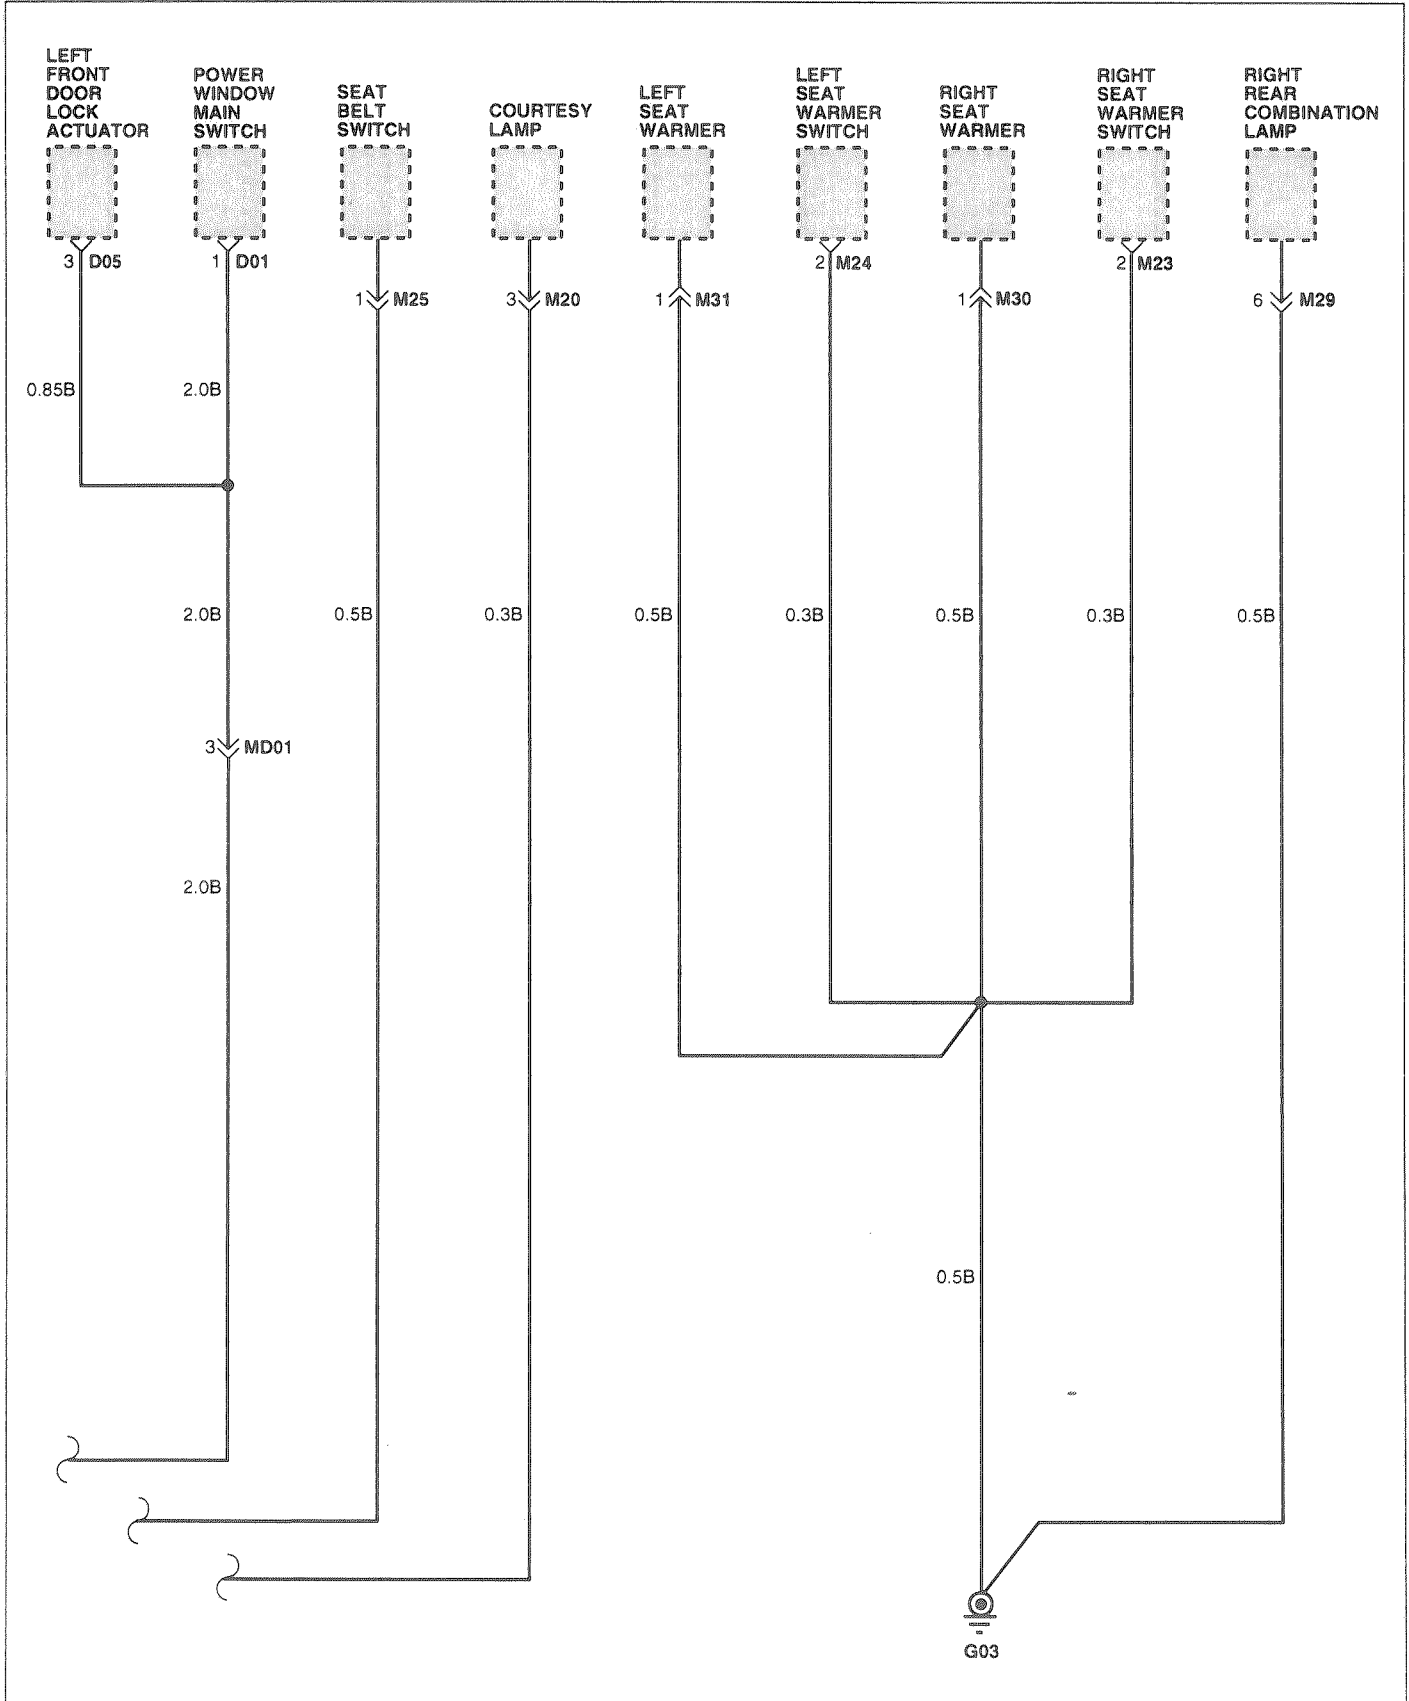 LEFT
FRONT
DOOR
LOCK
ACTUATOR
POWER
WINDOW
MAIN
SWITCH
SEAT
BELT
SWITCH
COURTESY
LAMP
LEFT
SEAT
WARMER
LEFT
SEAT
WARMER
SWITCH
RIGHT
SEAT
WARMER
RIGHT
SEAT
WARMER
SWITCH
RIGHT
REAR
COMBINATION
LAMP
3 D05
1 D01
2 M24
2 M23
1 M25
3 M20
1 M31
1 M30
6 M29
0.85B
2.0B
2.0B
0.5B
0.3B
0.5B
0.3B
0.5B
0.3B
0.5B
3 MD01
2.0B
0.5B
G03